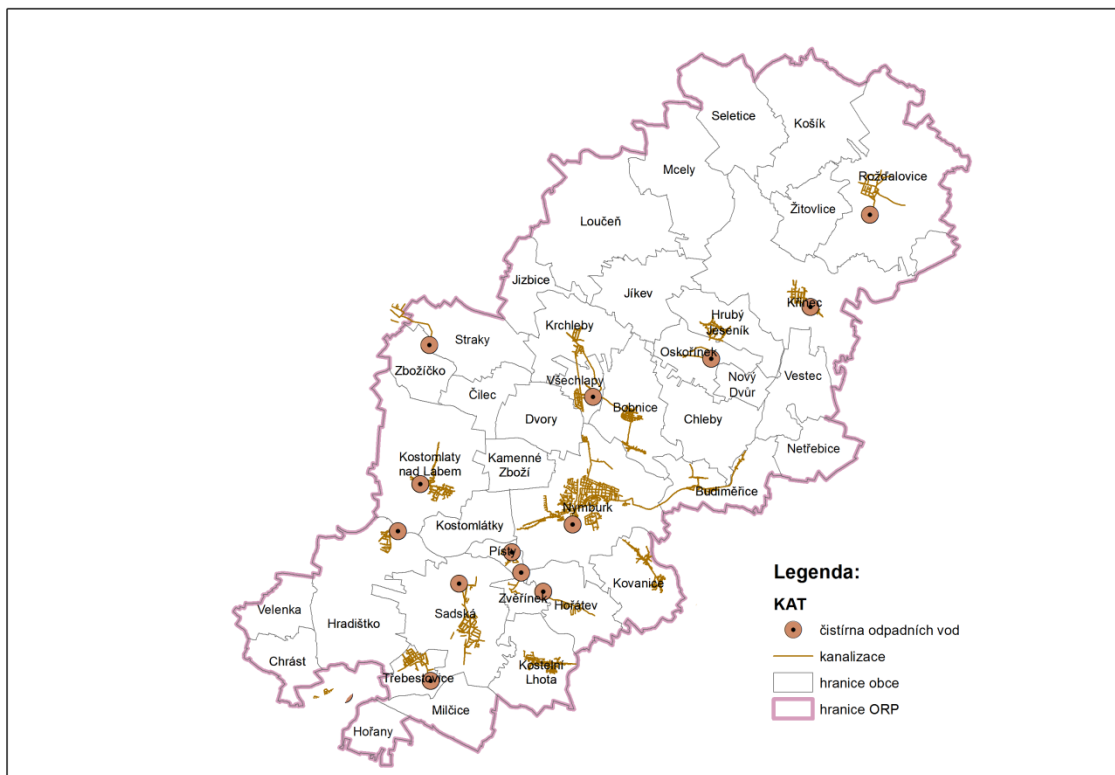 Seletice
Košík
Mcely
Rožďalovice
Žitovlice
Loučeň
Jizbice
Jíkev
Křinec
Hrubý
Jeseník
Krchleby
Straky
Oskořínek
Zbožíčko
Všechlapy
Nový
Dvůr
Vestec
Čilec
Bobnice
Dvory
Chleby
Netřebice
Kostomlaty
nad Labem
Kamenné
Zboží
Budiměřice
Nymburk
Kostomlátky
Písty
Kovanice
Zvěřínek
Hořátev
Sadská
Velenka
Hradištko
Chrást
Kostelní
Lhota
Třebestovice
Milčice
Hořany
Legenda:
KAT
čistírna odpadních vod
kanalizace
hranice obce
hranice ORP